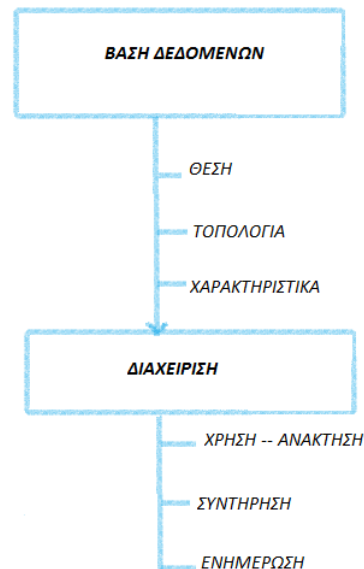 ΒΑΣΗ ΔΕΔΟΜΕΝΩΝ
ΘΕΣΗ
ΤΟΠΟΛΟΓΙΑ
ΧΑΡΑΚΤΗΡΙΣΤΙΚΑ
ΔΙΑΧΕΙΡΙΣΗ
ΧΡΗΣΗ -- ΑΝΑΚΤΗΣΗ
ΣΥΝΤΗΡΗΣΗ
ΕΝΗΜΕΡΩΣΗ